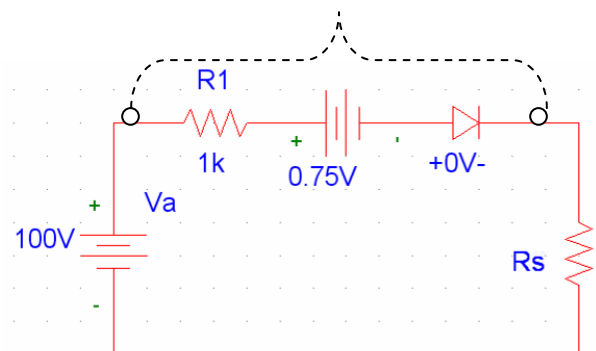 R1
+ -
1k
0.75V
+0V-
+
Va
100V
Rs
-